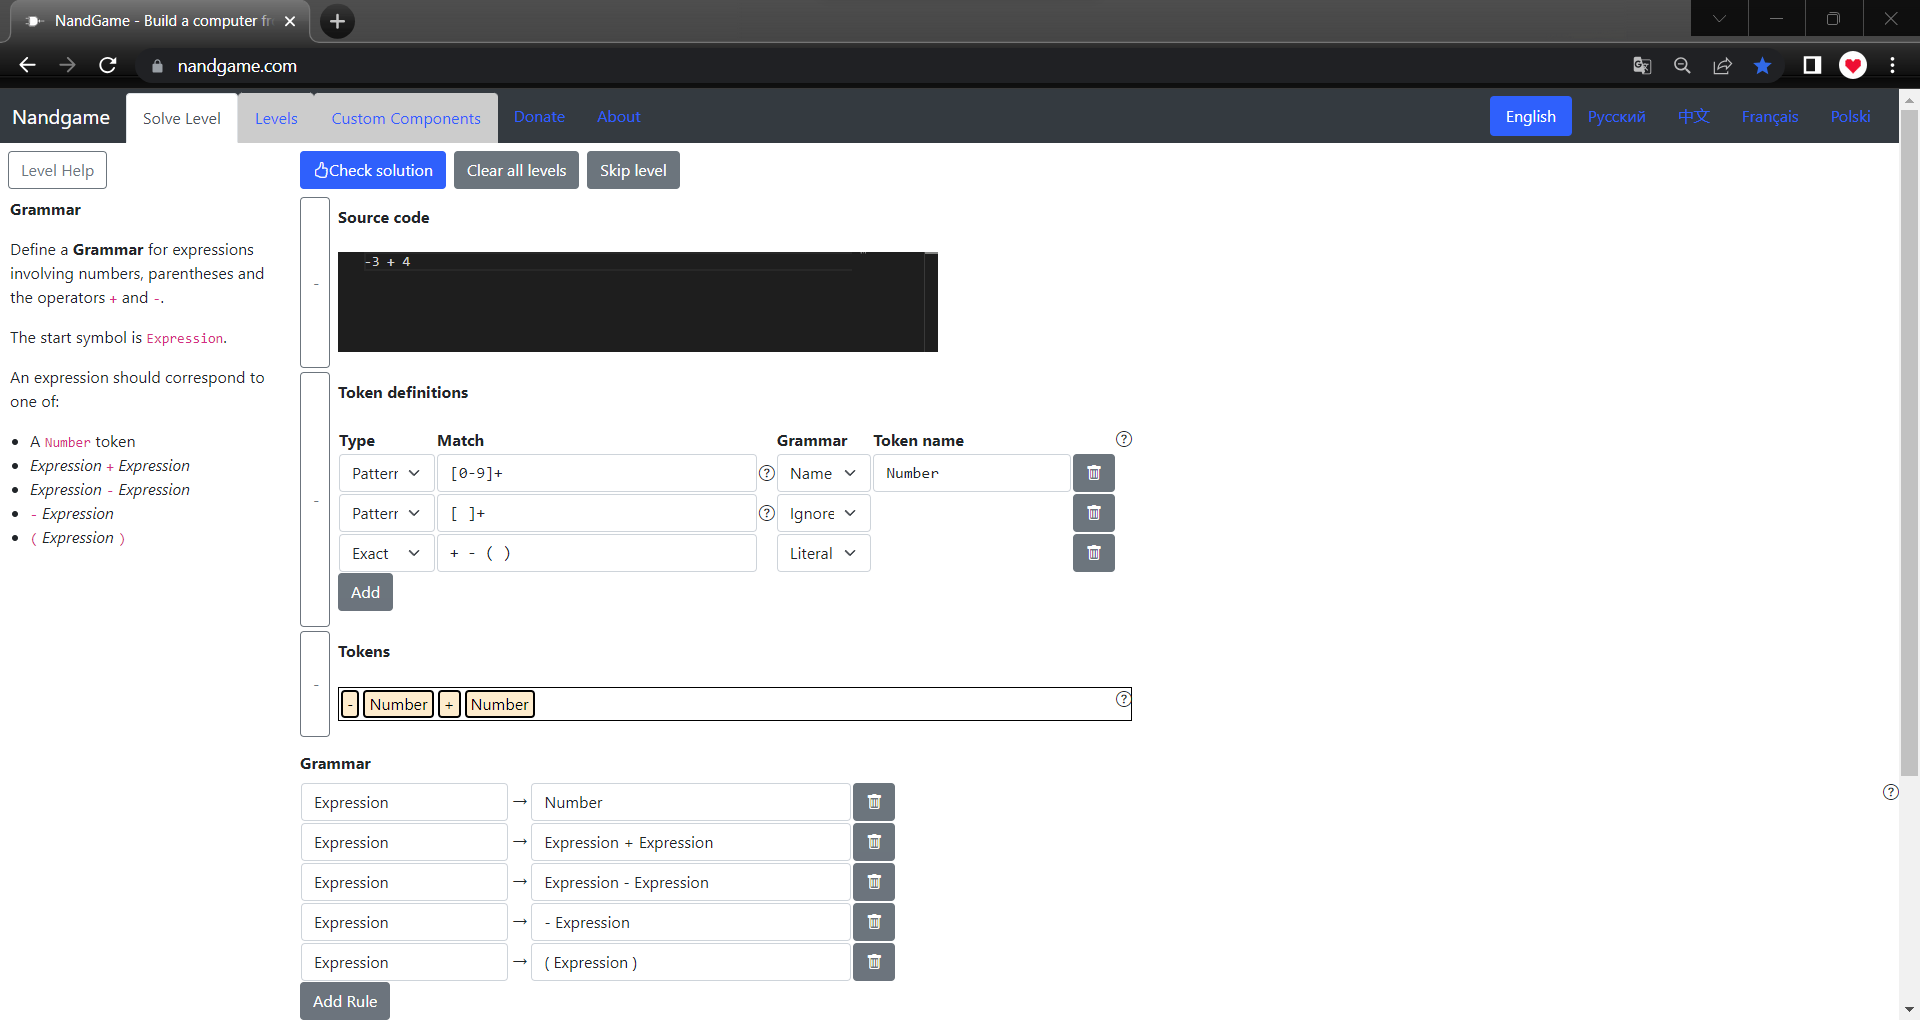 NandGame - Build a computer fr
nandgame.com
Nandgame Solve Level Levels Custom Components Donate About English Русский 中文 Français Polski
Level Help
Check solution Clear all levels Skip level
Grammar
Define a Grammar for expressions
involving numbers, parentheses and
the operators + and -.
The start symbol is Expression.
An expression should correspond to
one of:
A Number token
Expression + Expression
Expression - Expression
- Expression
( Expression )
Source code
-3 + 4
Token definitions
Type Match Grammar Token name
Pattern [0-9]+ Name Number
Pattern [ ]+ Ignore
Exact + - ( ) Literal
Add
Tokens
- Number + Number
Grammar
Expression → Number
Expression → Expression + Expression
Expression → Expression - Expression
Expression → - Expression
Expression → ( Expression )
Add Rule